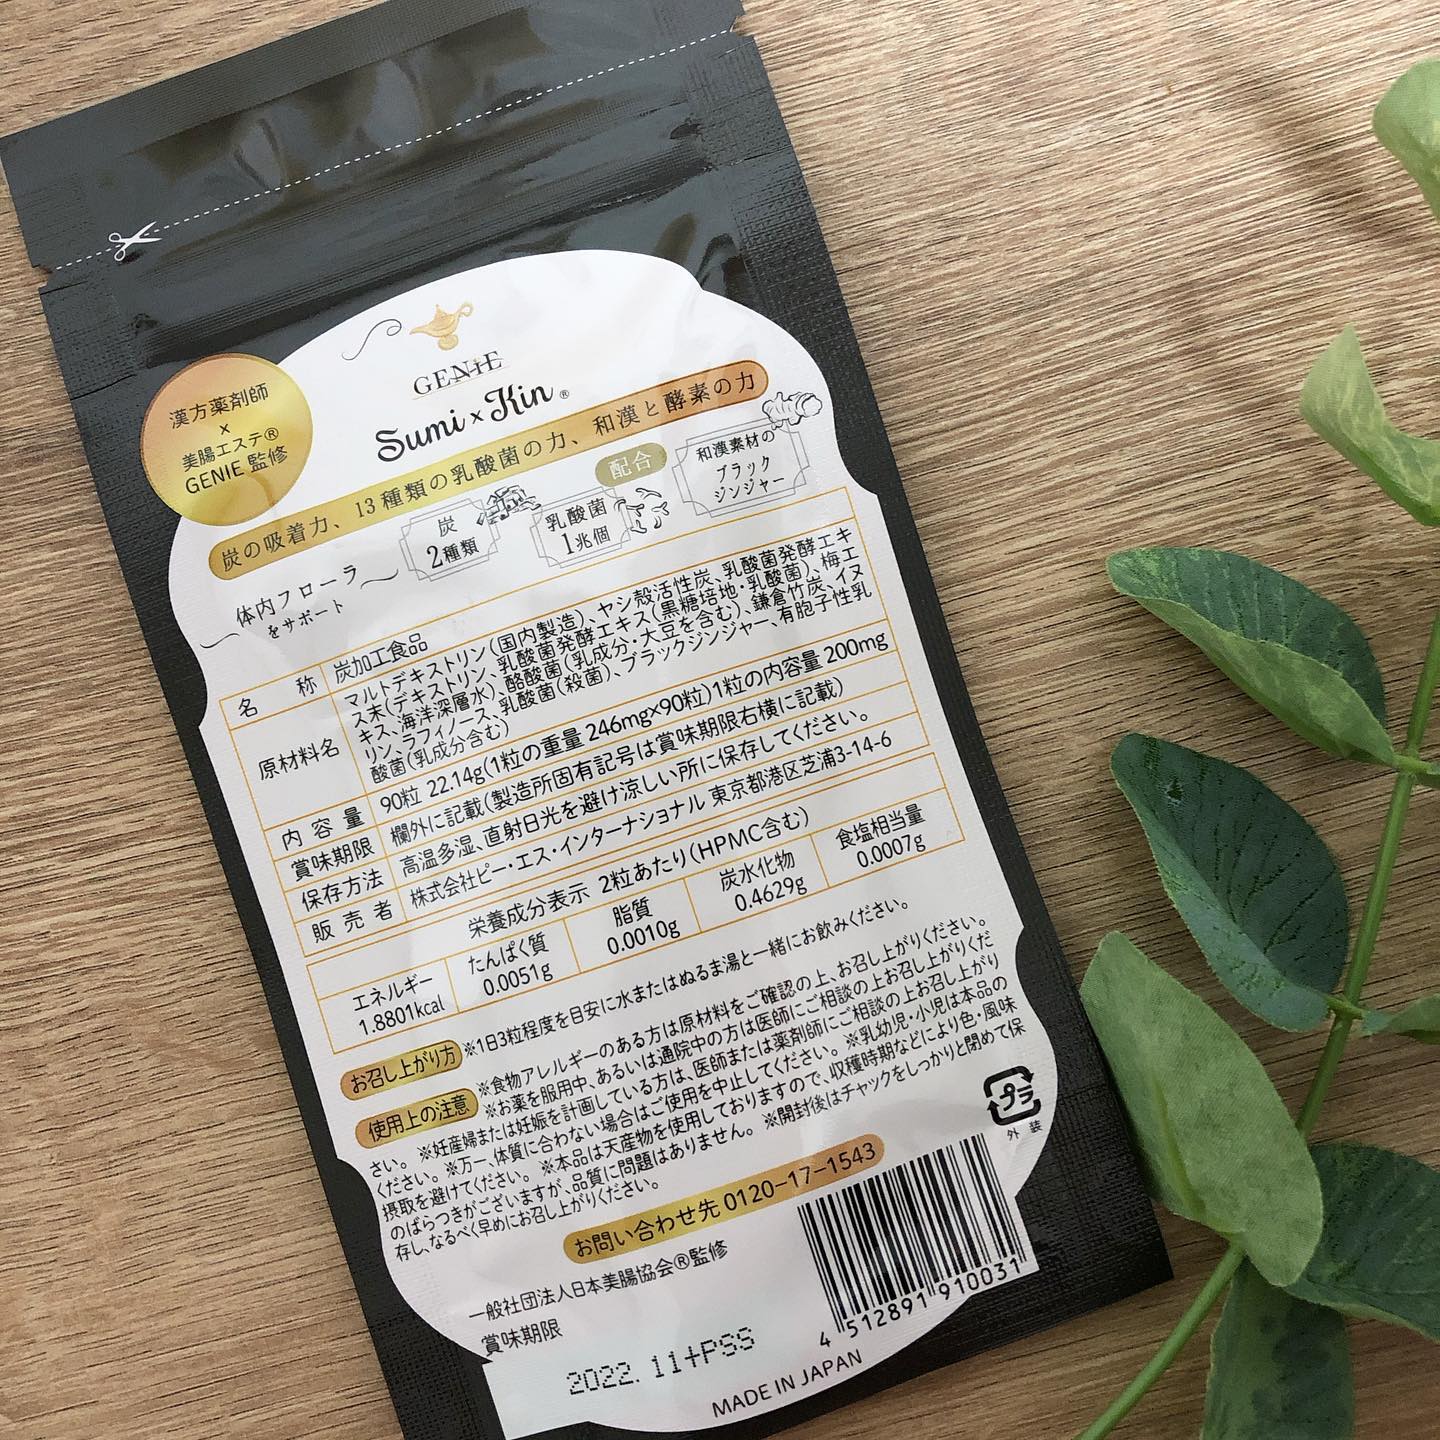 GENIE
Sumi×Kin®
漢方薬剤師
×
美腸エステ®
GENIE 監修
炭の吸着力、13種類の乳酸菌の力、和漢と酵素の力
体内フローラ
をサポート
炭
2種類
乳酸菌
1兆個
配合
和漢素材の
ブラック
ジンジャー
名称 炭加工食品
原材料名 マルトデキストリン(国内製造)、ヤシ殻活性炭、乳酸菌発酵エキ
ス末(デキストリン、乳酸菌発酵エキス(黒糖培地・乳酸菌)、梅エ
キス、海洋深層水)、酪酸菌(乳成分・大豆を含む)、鎌倉竹炭、イヌ
リン、ラフィノース、乳酸菌(殺菌)、ブラックジンジャー、有胞子性乳
酸菌(乳成分含む)
内容量 90粒 22.14g(1粒の重量 246mg×90粒)1粒の内容量 200mg
賞味期限 欄外に記載(製造所固有記号は賞味期限右横に記載)
保存方法 高温多湿、直射日光を避け涼しい所に保存してください。
販売者 株式会社ピー・エス・インターナショナル 東京都港区芝浦3-14-6
栄養成分表示 2粒あたり(HPMC含む)
エネルギー たんぱく質 脂質 炭水化物 食塩相当量
1.8801kcal 0.0051g 0.0010g 0.4629g 0.0007g
お召し上がり方 ※1日3粒程度を目安に水またはぬるま湯と一緒にお飲みください。
使用上の注意 ※食物アレルギーのある方は原材料をご確認の上、お召し上がりください。
※お薬を服用中、あるいは通院中の方は医師にご相談の上お召し上がりくだ
さい。 ※妊産婦または妊娠を計画している方は、医師または薬剤師にご相談の上お召し上がり
ください。 ※万一、体質に合わない場合はご使用を中止してください。 ※乳幼児・小児は本品の
摂取を避けてください。 ※本品は天産物を使用しておりますので、収穫時期などにより色・風味
のばらつきがございますが、品質に問題はありません。 ※開封後はチャックをしっかりと閉めて保
存し、なるべく早めにお召し上がりください。
プラ
外装
お問い合わせ先 0120-17-1543
一般社団法人日本美腸協会®監修
賞味期限
2022. 11+PSS
4 512891 910031
MADE IN JAPAN